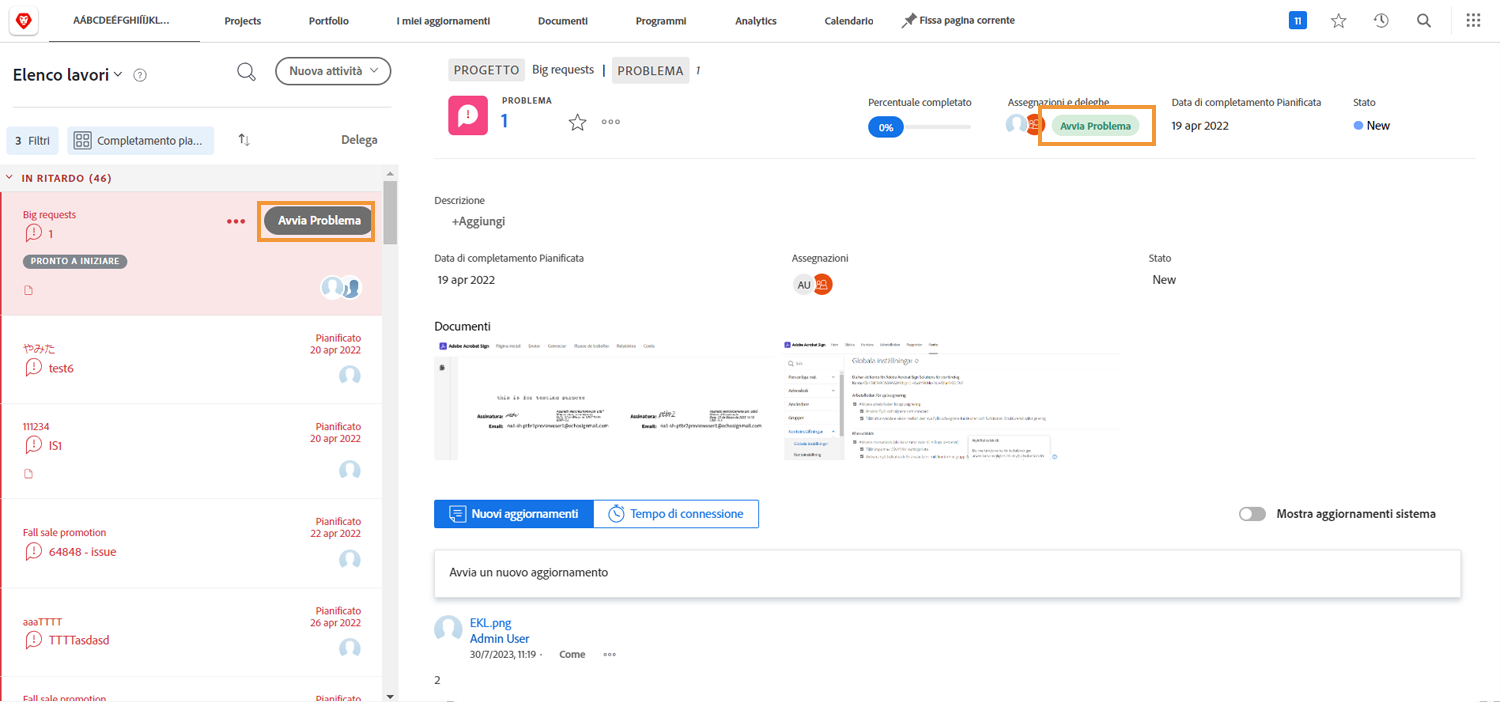 AÁBCDEÉFGHIÍÏJKL...
Projects
Portfolio
I miei aggiornamenti
Documenti
Programmi
Analytics
Calendario
Fissa pagina corrente
11
Elenco lavori
?
Nuova attività
3 Filtri
Completamento pia...
Delega
IN RITARDO (46)
Big requests
1
Avvia Problema
PRONTO A INIZIARE
やみた
test6
Pianificato
20 apr 2022
111234
IS1
Pianificato
20 apr 2022
Fall sale promotion
64848 - issue
Pianificato
22 apr 2022
aaaTTTT
TTTTasdasd
Pianificato
26 apr 2022
Fall sale promotion
Pianificato
PROGETTO Big requests | PROBLEMA 1
PROBLEMA
1
Percentuale completato
0%
Assegnazioni e deleghe
Avvia Problema
Data di completamento Pianificata
19 apr 2022
Stato
New
Descrizione
+Aggiungi
Data di completamento Pianificata
19 apr 2022
Assegnazioni
AU
Stato
New
Documenti
Adobe Acrobat Sign
this is for testing purpose
Assinatura:
Email:
Assinatura:
Email:
Adobe Acrobat Sign
Globala inställningar
Nuovi aggiornamenti
Tempo di connessione
Mostra aggiornamenti sistema
Avvia un nuovo aggiornamento
EKL.png
Admin User
30/7/2023, 11:19 ·
Come
2